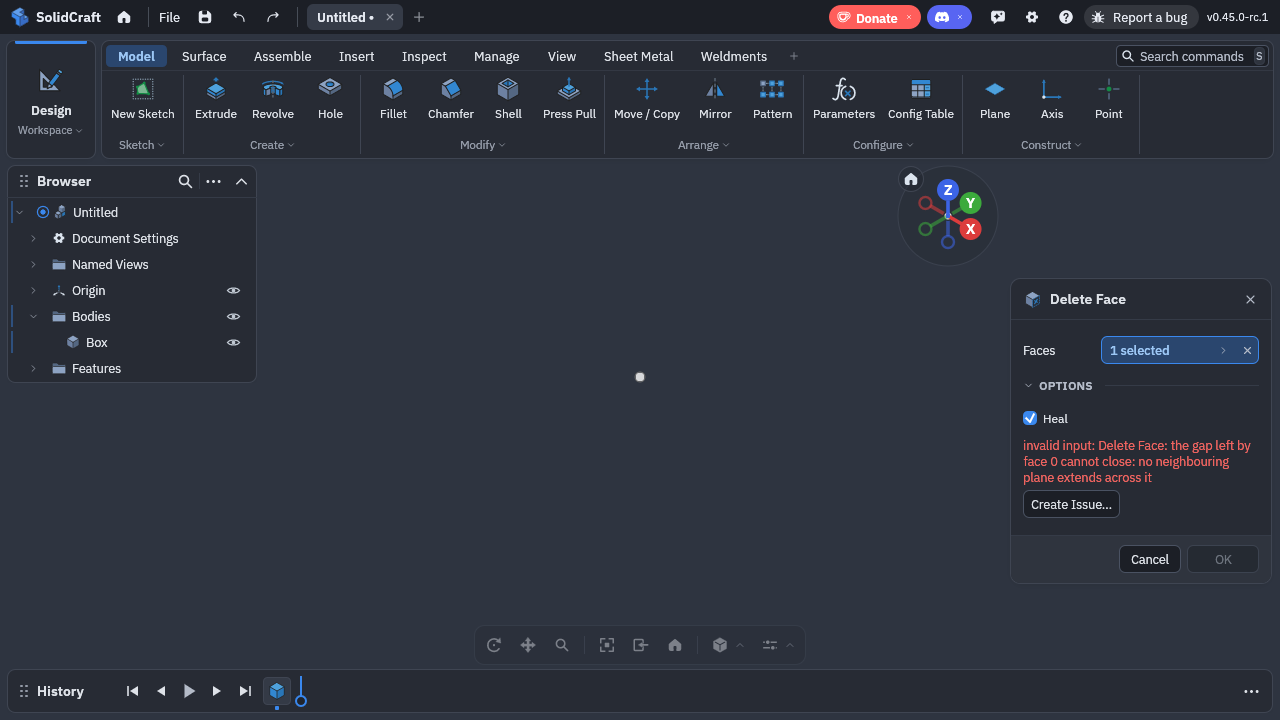 SolidCraft
File
Untitled •
Donate
Report a bug
v0.45.0-rc.1
Design
Workspace
Model
Surface
Assemble
Insert
Inspect
Manage
View
Sheet Metal
Weldments
Search commands
S
New Sketch
Extrude
Revolve
Hole
Fillet
Chamfer
Shell
Press Pull
Move / Copy
Mirror
Pattern
Parameters
Config Table
Plane
Axis
Point
Sketch
Create
Modify
Arrange
Configure
Construct
Browser
Untitled
Document Settings
Named Views
Origin
Bodies
Box
Features
Z
Y
X
Delete Face
Faces
1 selected
OPTIONS
Heal
invalid input: Delete Face: the gap left by
face 0 cannot close: no neighbouring
plane extends across it
Create Issue...
Cancel
OK
History